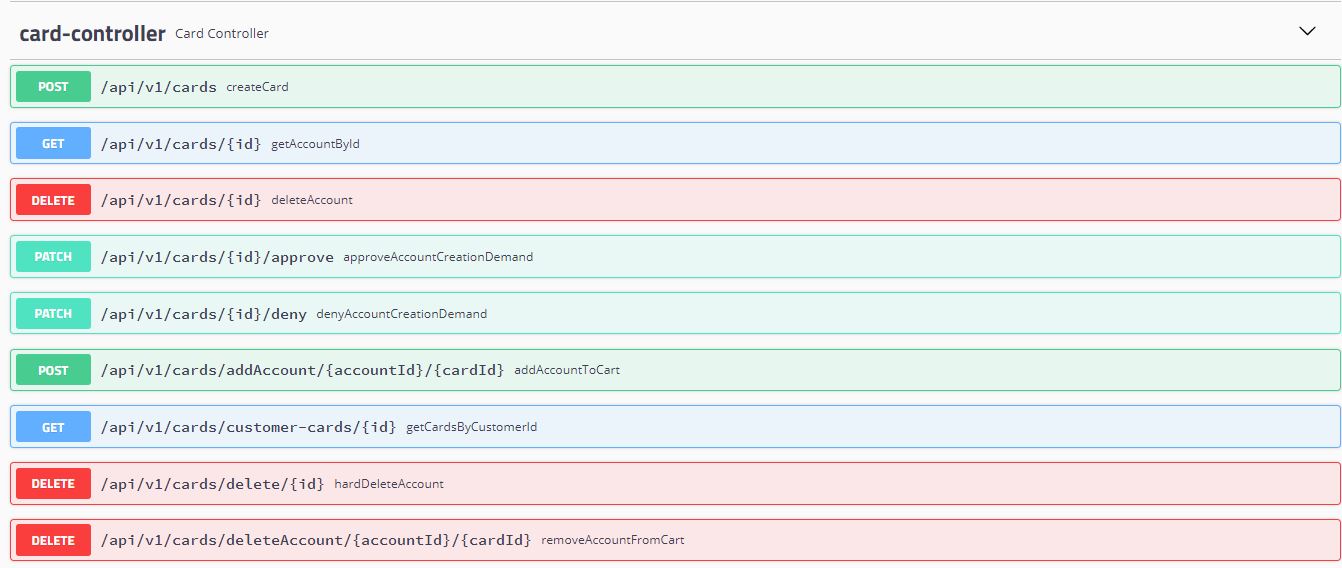 card-controller Card Controller
POST /api/v1/cards createCard
GET /api/v1/cards/{id} getAccountById
DELETE /api/v1/cards/{id} deleteAccount
PATCH /api/v1/cards/{id}/approve approveAccountCreationDemand
PATCH /api/v1/cards/{id}/deny denyAccountCreationDemand
POST /api/v1/cards/addAccount/{accountId}/{cardId} addAccountToCart
GET /api/v1/cards/customer-cards/{id} getCardsByCustomerId
DELETE /api/v1/cards/delete/{id} hardDeleteAccount
DELETE /api/v1/cards/deleteAccount/{accountId}/{cardId} removeAccountFromCart